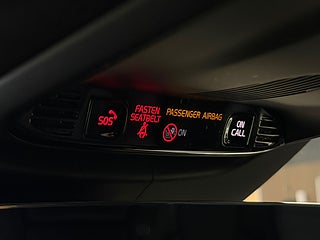 SOS
FASTEN
SEATBELT
PASSENGER AIRBAG
ON
ON
CALL